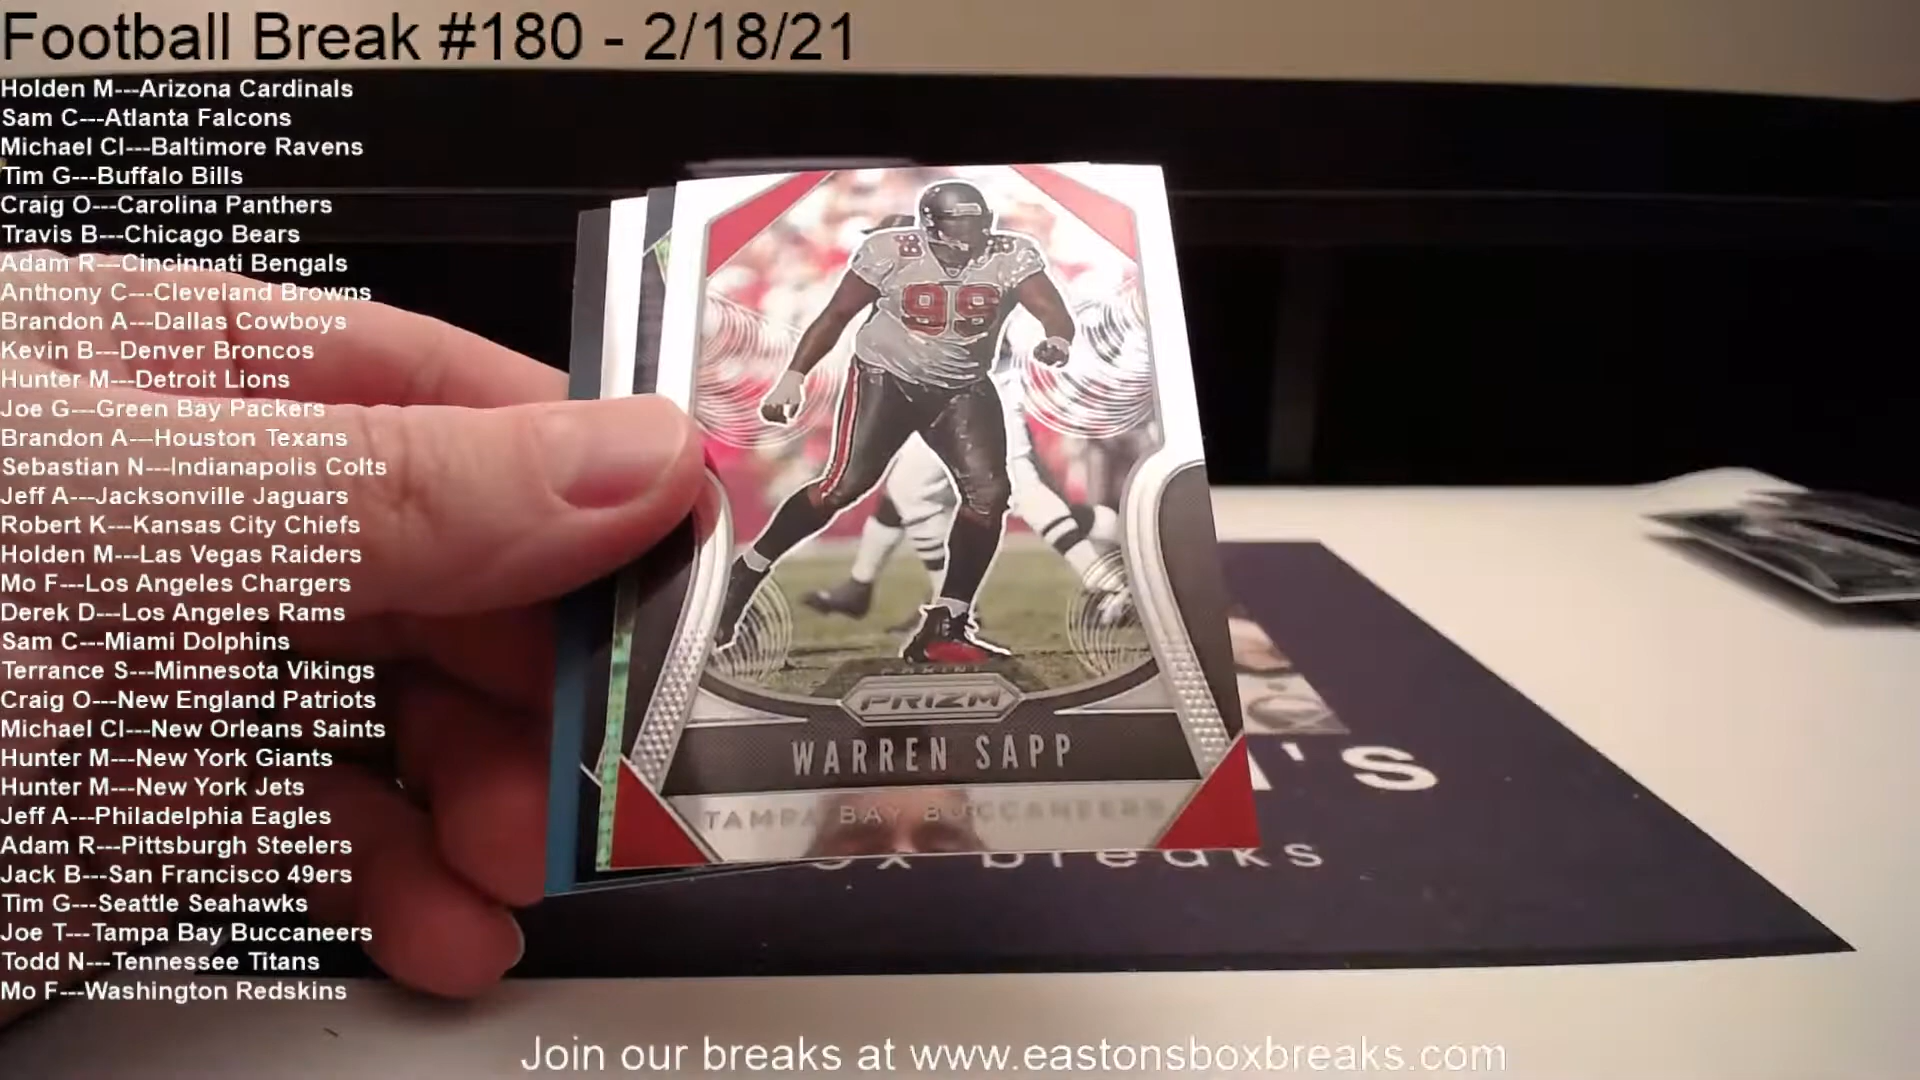 Football Break #180 - 2/18/21
Holden M---Arizona Cardinals
Sam C---Atlanta Falcons
Michael Cl---Baltimore Ravens
Tim G---Buffalo Bills
Craig O---Carolina Panthers
Travis B---Chicago Bears
Adam R---Cincinnati Bengals
Anthony C---Cleveland Browns
Brandon A---Dallas Cowboys
Kevin B---Denver Broncos
Hunter M---Detroit Lions
Joe G---Green Bay Packers
Brandon A---Houston Texans
Sebastian N---Indianapolis Colts
Jeff A---Jacksonville Jaguars
Robert K---Kansas City Chiefs
Holden M---Las Vegas Raiders
Mo F---Los Angeles Chargers
Derek D---Los Angeles Rams
Sam C---Miami Dolphins
Terrance S---Minnesota Vikings
Craig O---New England Patriots
Michael Cl---New Orleans Saints
Hunter M---New York Giants
Hunter M---New York Jets
Jeff A---Philadelphia Eagles
Adam R---Pittsburgh Steelers
Jack B---San Francisco 49ers
Tim G---Seattle Seahawks
Joe T---Tampa Bay Buccaneers
Todd N---Tennessee Titans
Mo F---Washington Redskins
99
PANINI
PRIZM
WARREN SAPP
TAMPA BAY BUCCANEERS
's
box breaks
Join our breaks at www.eastonsboxbreaks.com